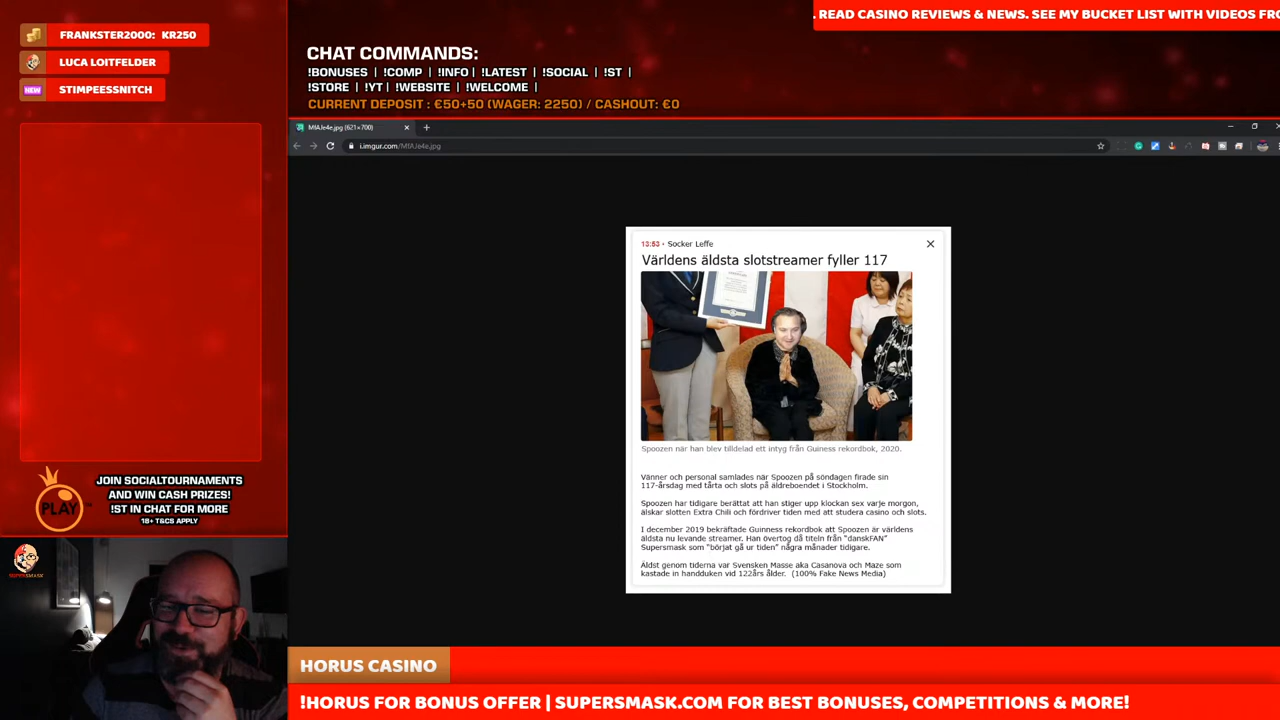 FRANKSTER2000: KR250
LUCA LOITFELDER
NEW STIMPEESSNITCH
CHAT COMMANDS:
!BONUSES | !COMP | !INFO | !LATEST | !SOCIAL | !ST |
!STORE | !YT | !WEBSITE | !WELCOME |
CURRENT DEPOSIT : €50+50 (WAGER: 2250) / CASHOUT: €0
. READ CASINO REVIEWS & NEWS. SEE MY BUCKET LIST WITH VIDEOS FRO
MfAJe4e.jpg (621×700)
i.imgur.com/MfAJe4e.jpg
13:53 • Socker Leffe
Världens äldsta slotstreamer fyller 117
Spoozen när han blev tilldelad ett intyg från Guiness rekordbok, 2020.
Vänner och personal samlades när Spoozen på söndagen firade sin
117-årsdag med tårta och slots på äldreboendet i Stockholm.
Spoozen har tidigare berättat att han stiger upp klockan sex varje morgon,
älskar slotten Extra Chili och fördriver tiden med att studera casino och slots.
I december 2019 bekräftade Guinness rekordbok att Spoozen är världens
äldsta nu levande streamer. Han övertog då titeln från "danskFAN"
Supersmask som "börjat gå ur tiden" några månader tidigare.
Äldst genom tiderna var Svensken Masse aka Casanova och Maze som
kastade in handduken vid 122års ålder. (100% Fake News Media)
PLAY
JOIN SOCIALTOURNAMENTS
AND WIN CASH PRIZES!
!ST IN CHAT FOR MORE
18+ T&CS APPLY
SUPERSMASK
HORUS CASINO
!HORUS FOR BONUS OFFER | SUPERSMASK.COM FOR BEST BONUSES, COMPETITIONS & MORE!